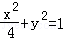 x²/4 + y² = 1